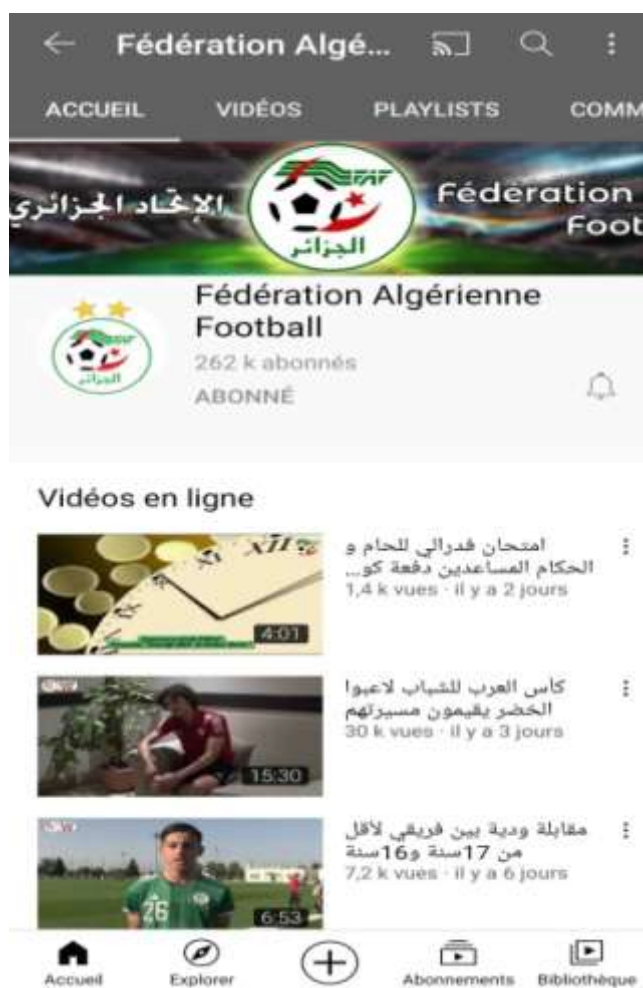 Fédération Algé...
ACCUEIL VIDÉOS PLAYLISTS COMM
الإتحاد الجزائري
FAF
الجزائر
Fédération
Foot
Fédération Algérienne
Football
262 k abonnés
ABONNÉ
الجزائر
Vidéos en ligne
امتحان فدرالي للحام و
الحكام المساعدين دفعة كو...
1,4 k vues · il y a 2 jours
XII
4:01
كأس العرب للشباب لاعبوا
الخضر يقيمون مسيرتهم
30 k vues · il y a 3 jours
15:30
مقابلة ودية بين فريقي لأقل
من 17سنة و16سنة
7,2 k vues · il y a 6 jours
26
6:53
Accueil Explorer Abonnements Bibliothèque